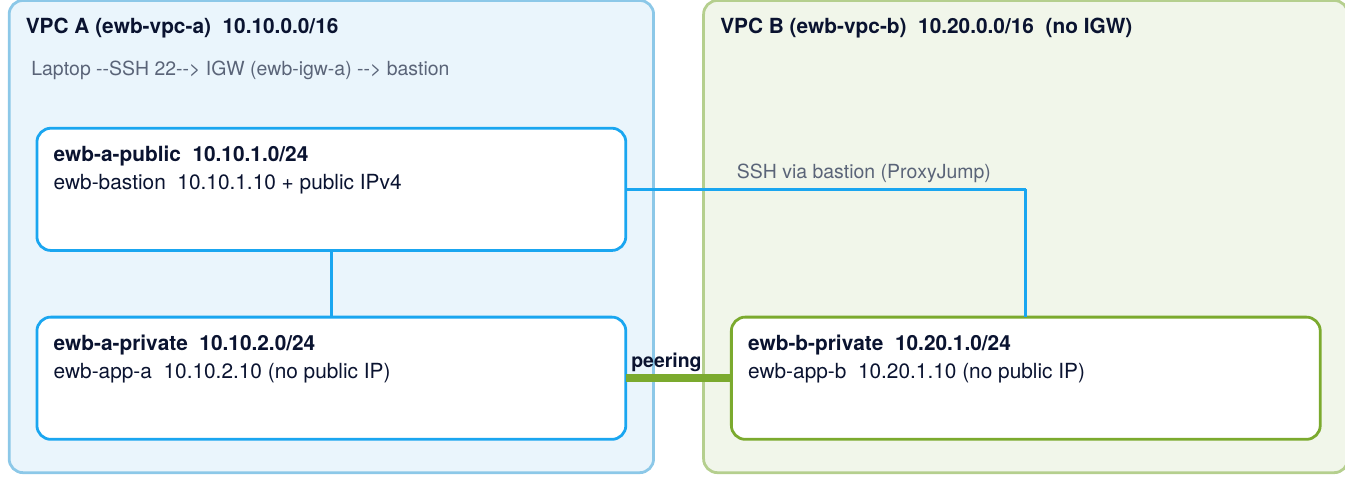 VPC A (ewb-vpc-a)  10.10.0.0/16
Laptop --SSH 22--> IGW (ewb-igw-a) --> bastion
ewb-a-public  10.10.1.0/24
ewb-bastion  10.10.1.10 + public IPv4
ewb-a-private  10.10.2.0/24
ewb-app-a  10.10.2.10 (no public IP)
peering
VPC B (ewb-vpc-b)  10.20.0.0/16  (no IGW)
SSH via bastion (ProxyJump)
ewb-b-private  10.20.1.0/24
ewb-app-b  10.20.1.10 (no public IP)